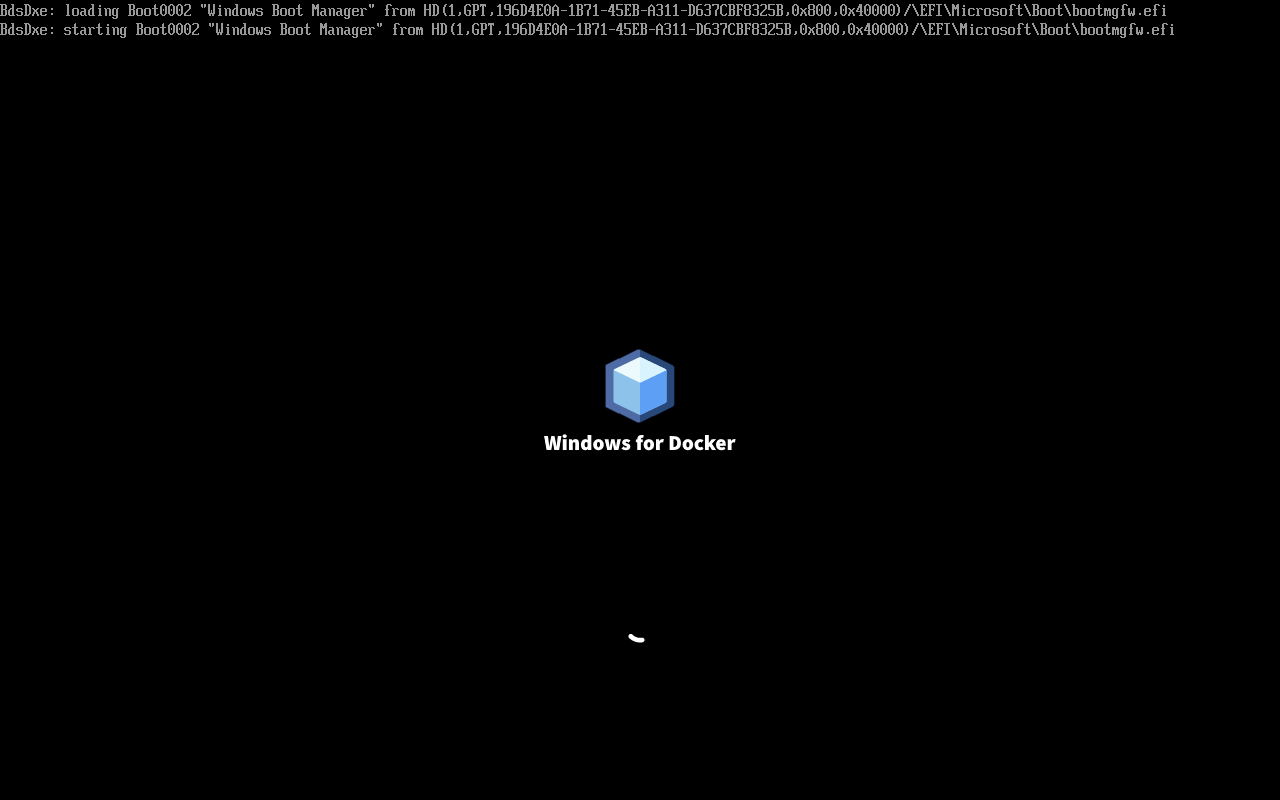 BdsDxe: loading Boot0002 "Windows Boot Manager" from HD(1,GPT,196D4E0A-1B71-45EB-A311-D637CBF8325B,0x800,0x40000)/\EFI\Microsoft\Boot\bootmgfw.efi
BdsDxe: starting Boot0002 "Windows Boot Manager" from HD(1,GPT,196D4E0A-1B71-45EB-A311-D637CBF8325B,0x800,0x40000)/\EFI\Microsoft\Boot\bootmgfw.efi
Windows for Docker